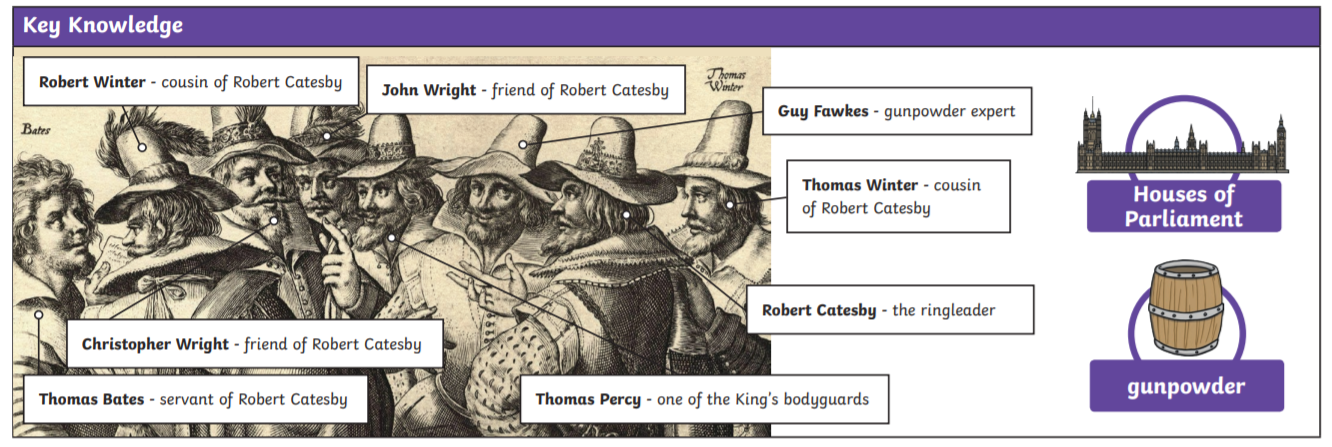 Key Knowledge
Robert Winter - cousin of Robert Catesby
John Wright - friend of Robert Catesby
Thomas
Winter
Guy Fawkes - gunpowder expert
Bates
Thomas Winter - cousin
of Robert Catesby
Houses of
Parliament
Robert Catesby - the ringleader
Christopher Wright - friend of Robert Catesby
Thomas Bates - servant of Robert Catesby
Thomas Percy - one of the King's bodyguards
gunpowder